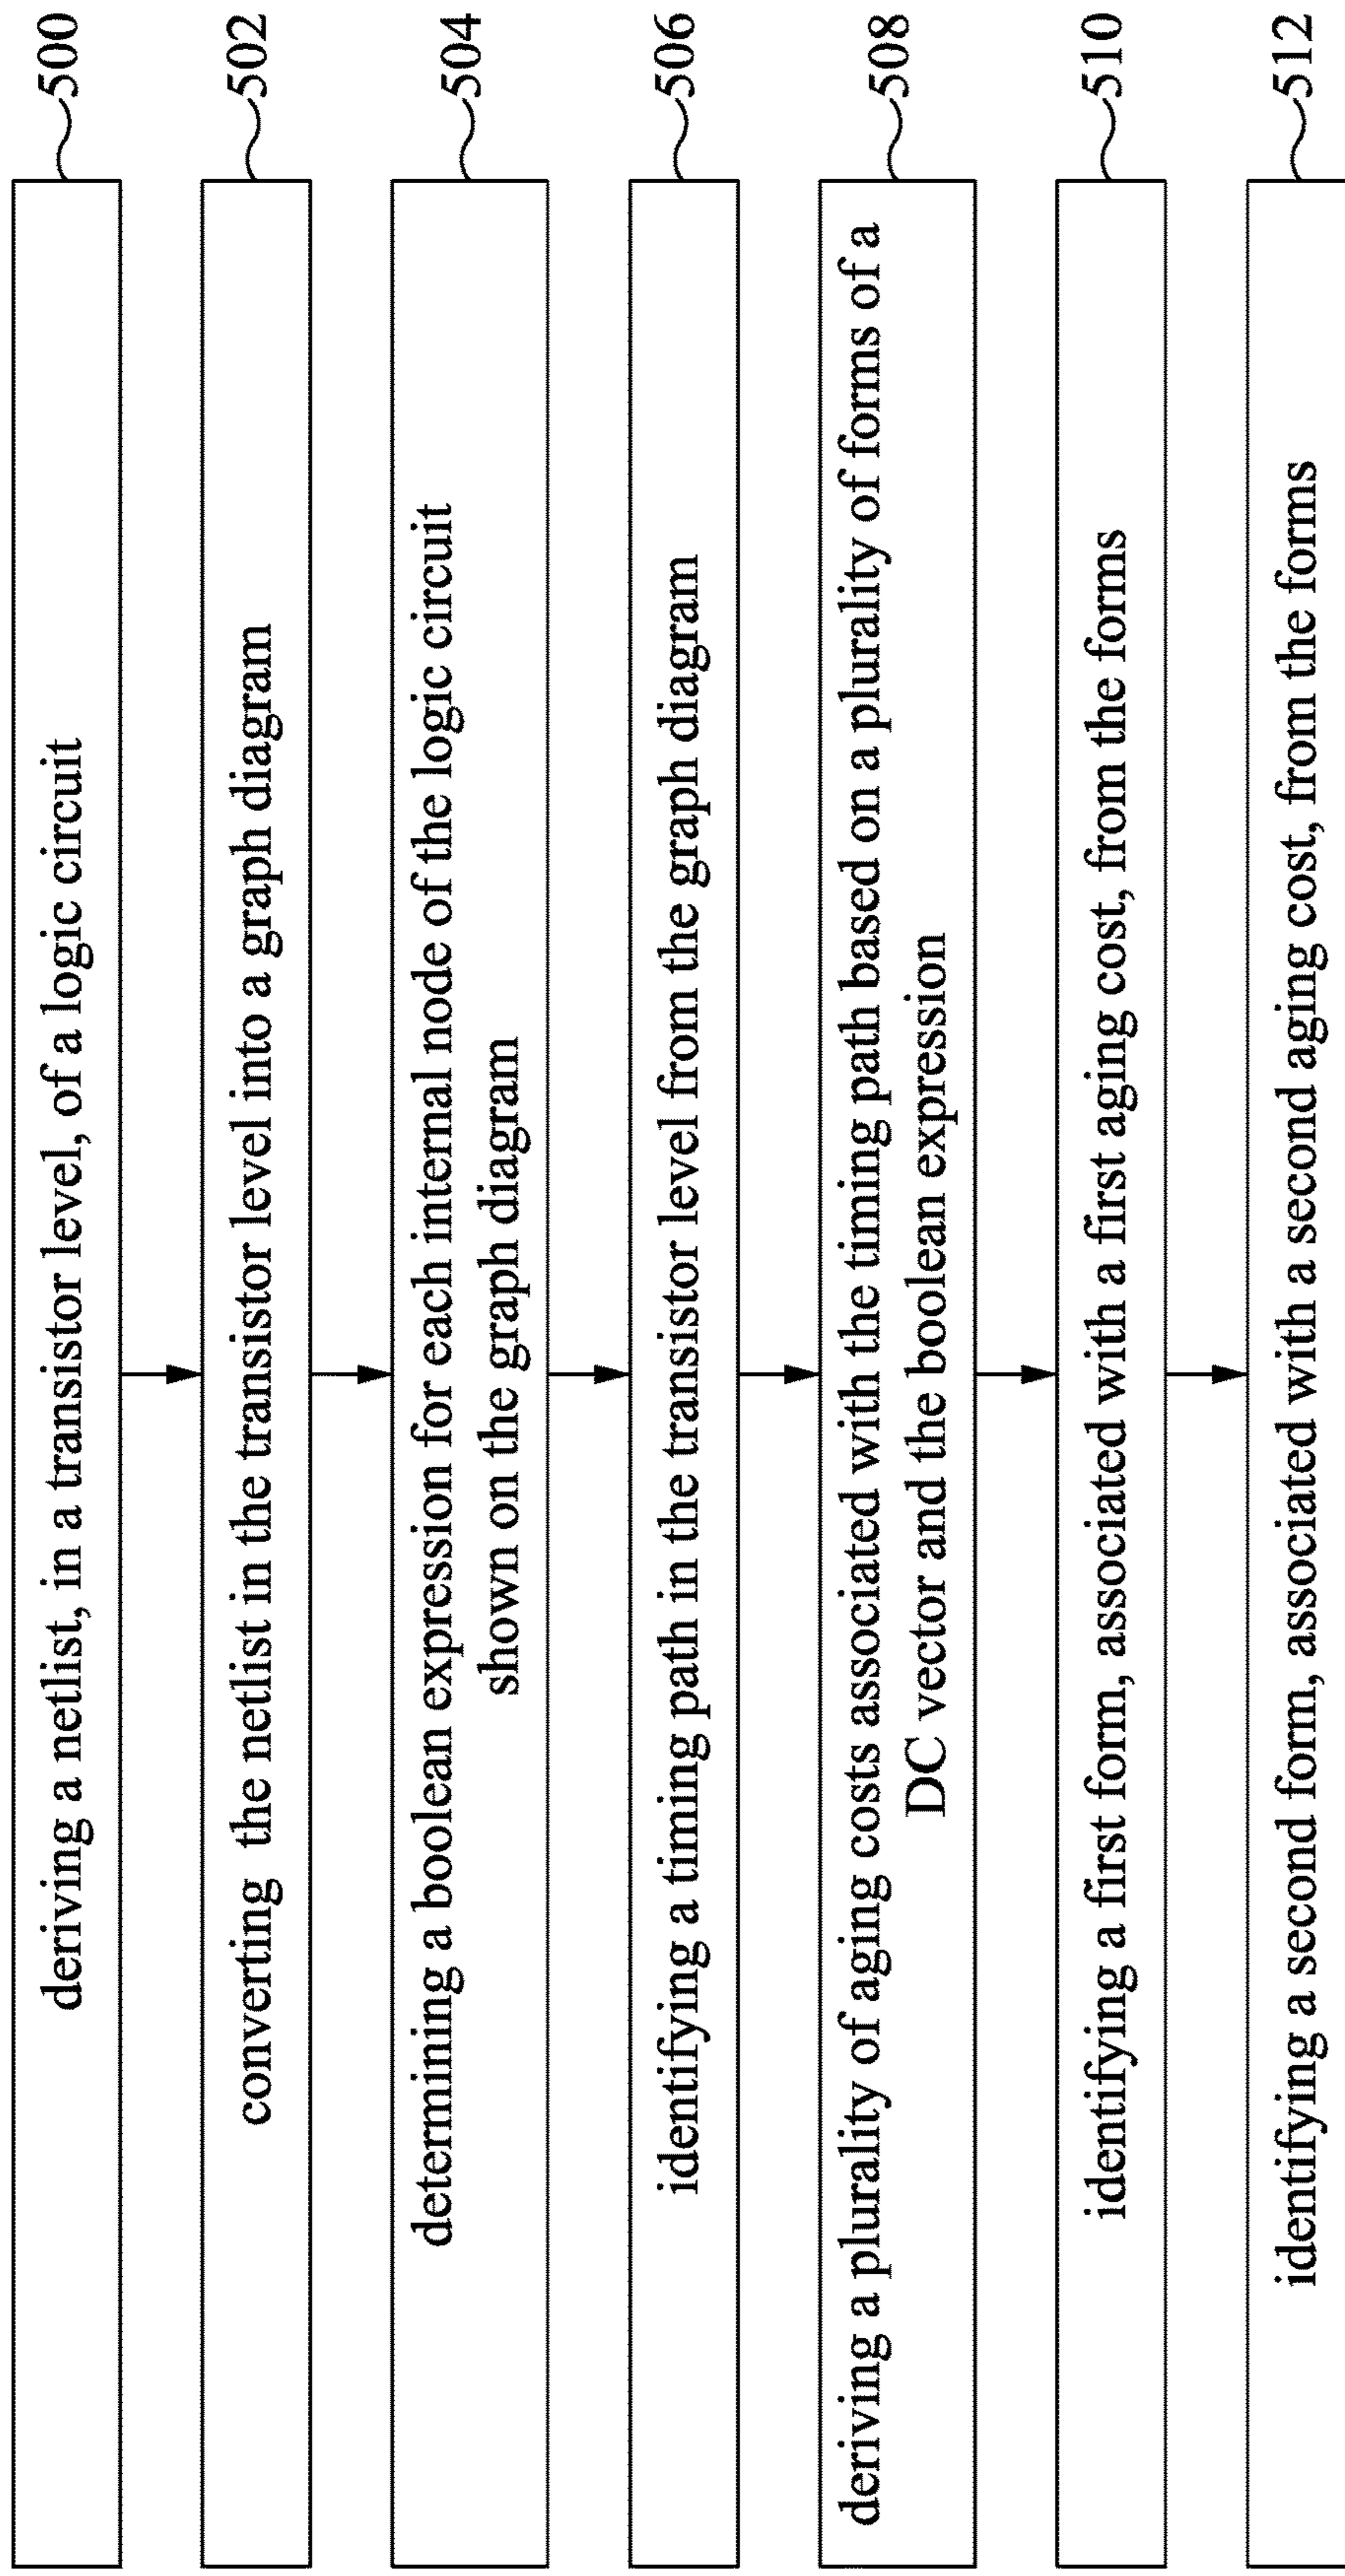 deriving a netlist, in a transistor level, of a logic circuit
500
converting the netlist in the transistor level into a graph diagram
502
determining a boolean expression for each internal node of the logic circuit
shown on the graph diagram
504
identifying a timing path in the transistor level from the graph diagram
506
deriving a plurality of aging costs associated with the timing path based on a plurality of forms of a
DC vector and the boolean expression
508
identifying a first form, associated with a first aging cost, from the forms
510
identifying a second form, associated with a second aging cost, from the forms
512